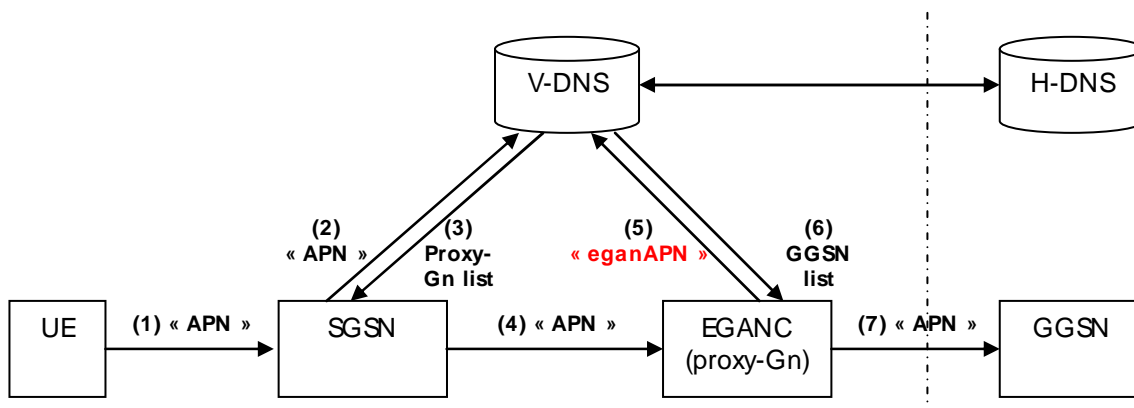 V-DNS
H-DNS
(2)
« APN »
(3)
Proxy-
Gn list
(5)
« eganAPN »
(6)
GGSN
list
UE
(1) « APN »
SGSN
(4) « APN »
EGANC
(proxy-Gn)
(7) « APN »
GGSN